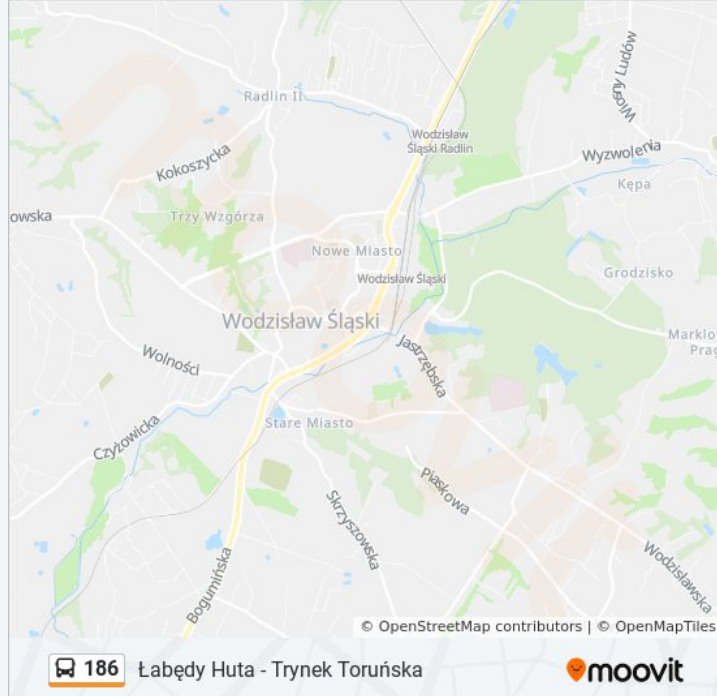 Radlin II
Wodzisław
Śląski Radlin
Wiosny Ludów
Wyzwolenia
Kokoszycka
Kępa
owska
Trzy Wzgórza
Nowe Miasto
Grodzisko
Wodzisław Śląski
Wodzisław Śląski
Marklo
Prag
Jastrzębska
Wolności
Czyżowicka
Stare Miasto
Piaskowa
Skrzyszowska
Wodzisławska
Bogumińska
© OpenStreetMap contributors | © OpenMapTiles
186 Łabędy Huta - Trynek Toruńska
moovit